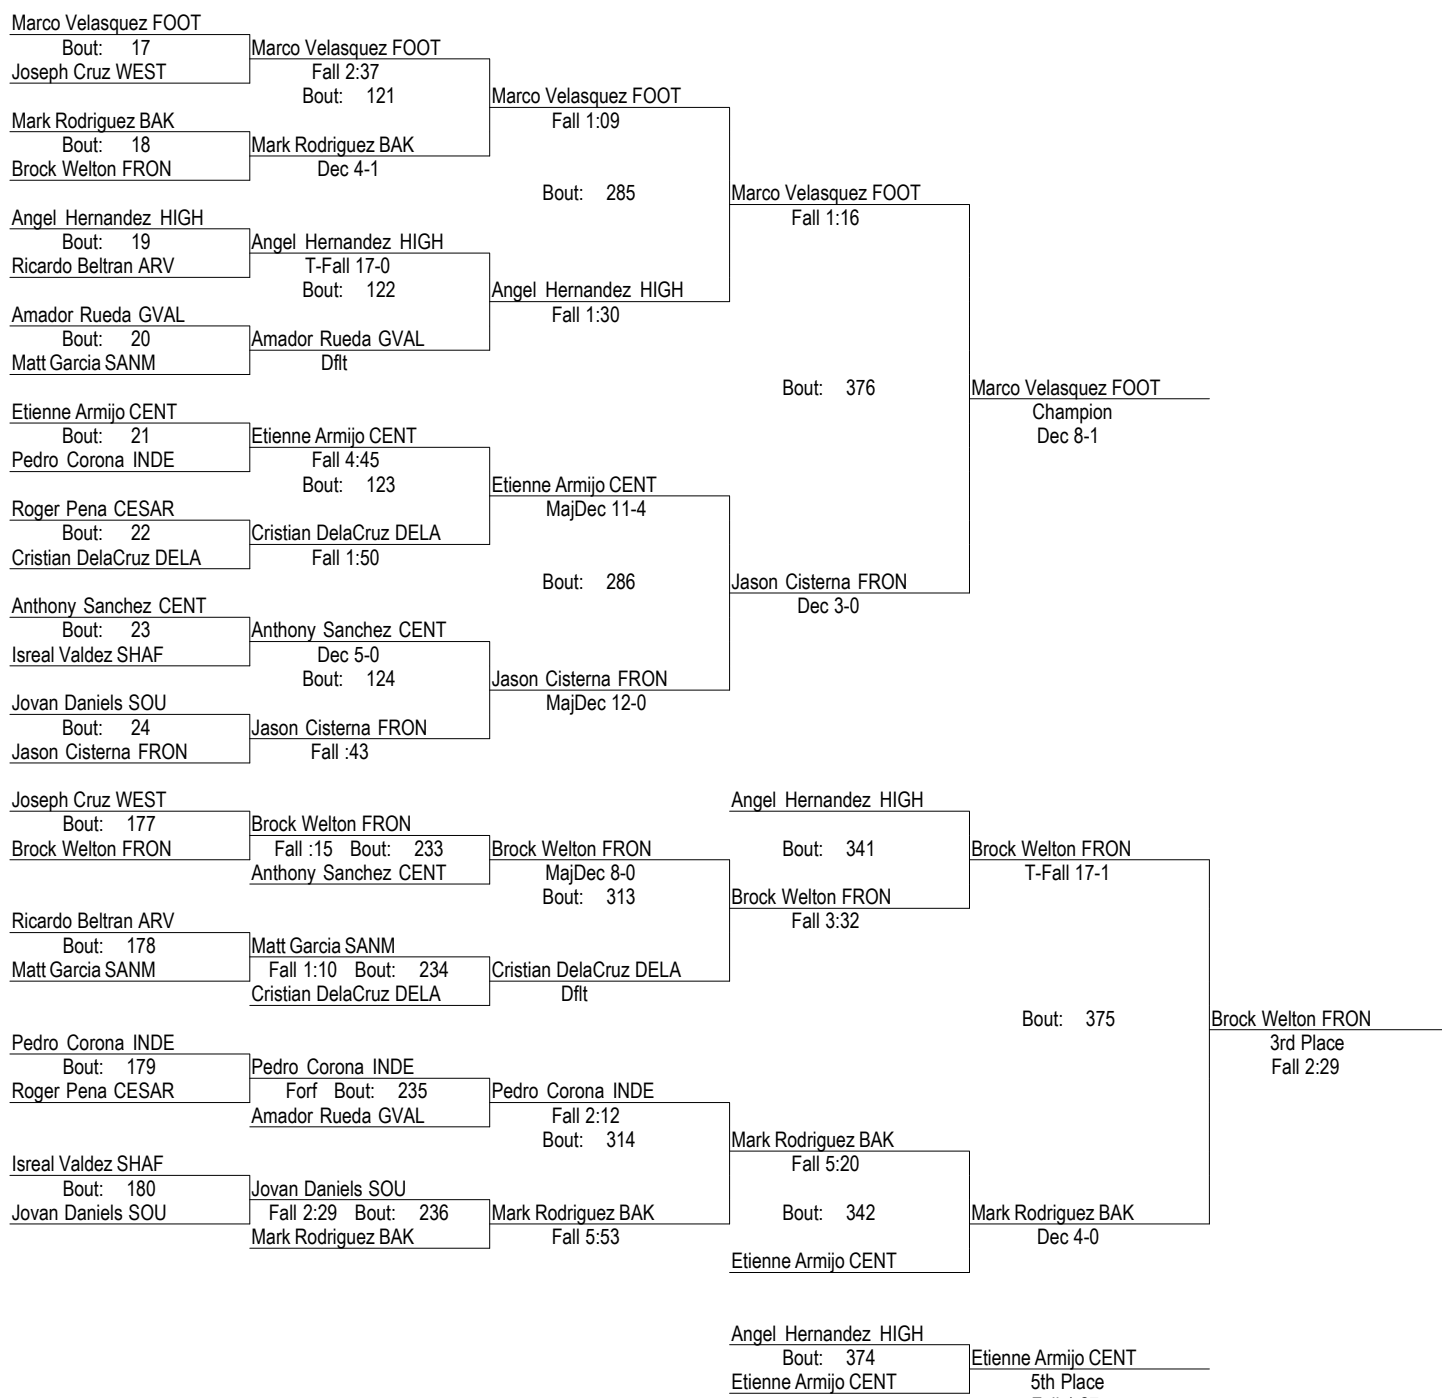 Marco Velasquez FOOT
Bout: 17
Marco Velasquez FOOT
Joseph Cruz WEST
Fall 2:37
Bout: 121
Marco Velasquez FOOT
Mark Rodriguez BAK
Fall 1:09
Bout: 18
Mark Rodriguez BAK
Brock Welton FRON
Dec 4-1
Bout: 285
Marco Velasquez FOOT
Angel Hernandez HIGH
Fall 1:16
Bout: 19
Angel Hernandez HIGH
Ricardo Beltran ARV
T-Fall 17-0
Bout: 122
Angel Hernandez HIGH
Amador Rueda GVAL
Fall 1:30
Bout: 20
Amador Rueda GVAL
Matt Garcia SANM
Dflt
Bout: 376
Marco Velasquez FOOT
Etienne Armijo CENT
Champion
Bout: 21
Etienne Armijo CENT
Dec 8-1
Pedro Corona INDE
Fall 4:45
Bout: 123
Etienne Armijo CENT
Roger Pena CESAR
MajDec 11-4
Bout: 22
Cristian DelaCruz DELA
Cristian DelaCruz DELA
Fall 1:50
Bout: 286
Jason Cisterna FRON
Anthony Sanchez CENT
Dec 3-0
Bout: 23
Anthony Sanchez CENT
Isreal Valdez SHAF
Dec 5-0
Bout: 124
Jason Cisterna FRON
Jovan Daniels SOU
MajDec 12-0
Bout: 24
Jason Cisterna FRON
Jason Cisterna FRON
Fall :43
Joseph Cruz WEST
Angel Hernandez HIGH
Bout: 177
Brock Welton FRON
Brock Welton FRON
Fall :15 Bout: 233
Brock Welton FRON
Bout: 341
Brock Welton FRON
Anthony Sanchez CENT
MajDec 8-0
T-Fall 17-1
Bout: 313
Brock Welton FRON
Ricardo Beltran ARV
Fall 3:32
Bout: 178
Matt Garcia SANM
Matt Garcia SANM
Fall 1:10 Bout: 234
Cristian DelaCruz DELA
Cristian DelaCruz DELA
Dflt
Bout: 375
Brock Welton FRON
Pedro Corona INDE
3rd Place
Bout: 179
Pedro Corona INDE
Fall 2:29
Roger Pena CESAR
Forf Bout: 235
Pedro Corona INDE
Amador Rueda GVAL
Fall 2:12
Bout: 314
Mark Rodriguez BAK
Isreal Valdez SHAF
Fall 5:20
Bout: 180
Jovan Daniels SOU
Jovan Daniels SOU
Fall 2:29 Bout: 236
Mark Rodriguez BAK
Bout: 342
Mark Rodriguez BAK
Mark Rodriguez BAK
Fall 5:53
Dec 4-0
Etienne Armijo CENT
Angel Hernandez HIGH
Bout: 374
Etienne Armijo CENT
Etienne Armijo CENT
5th Place